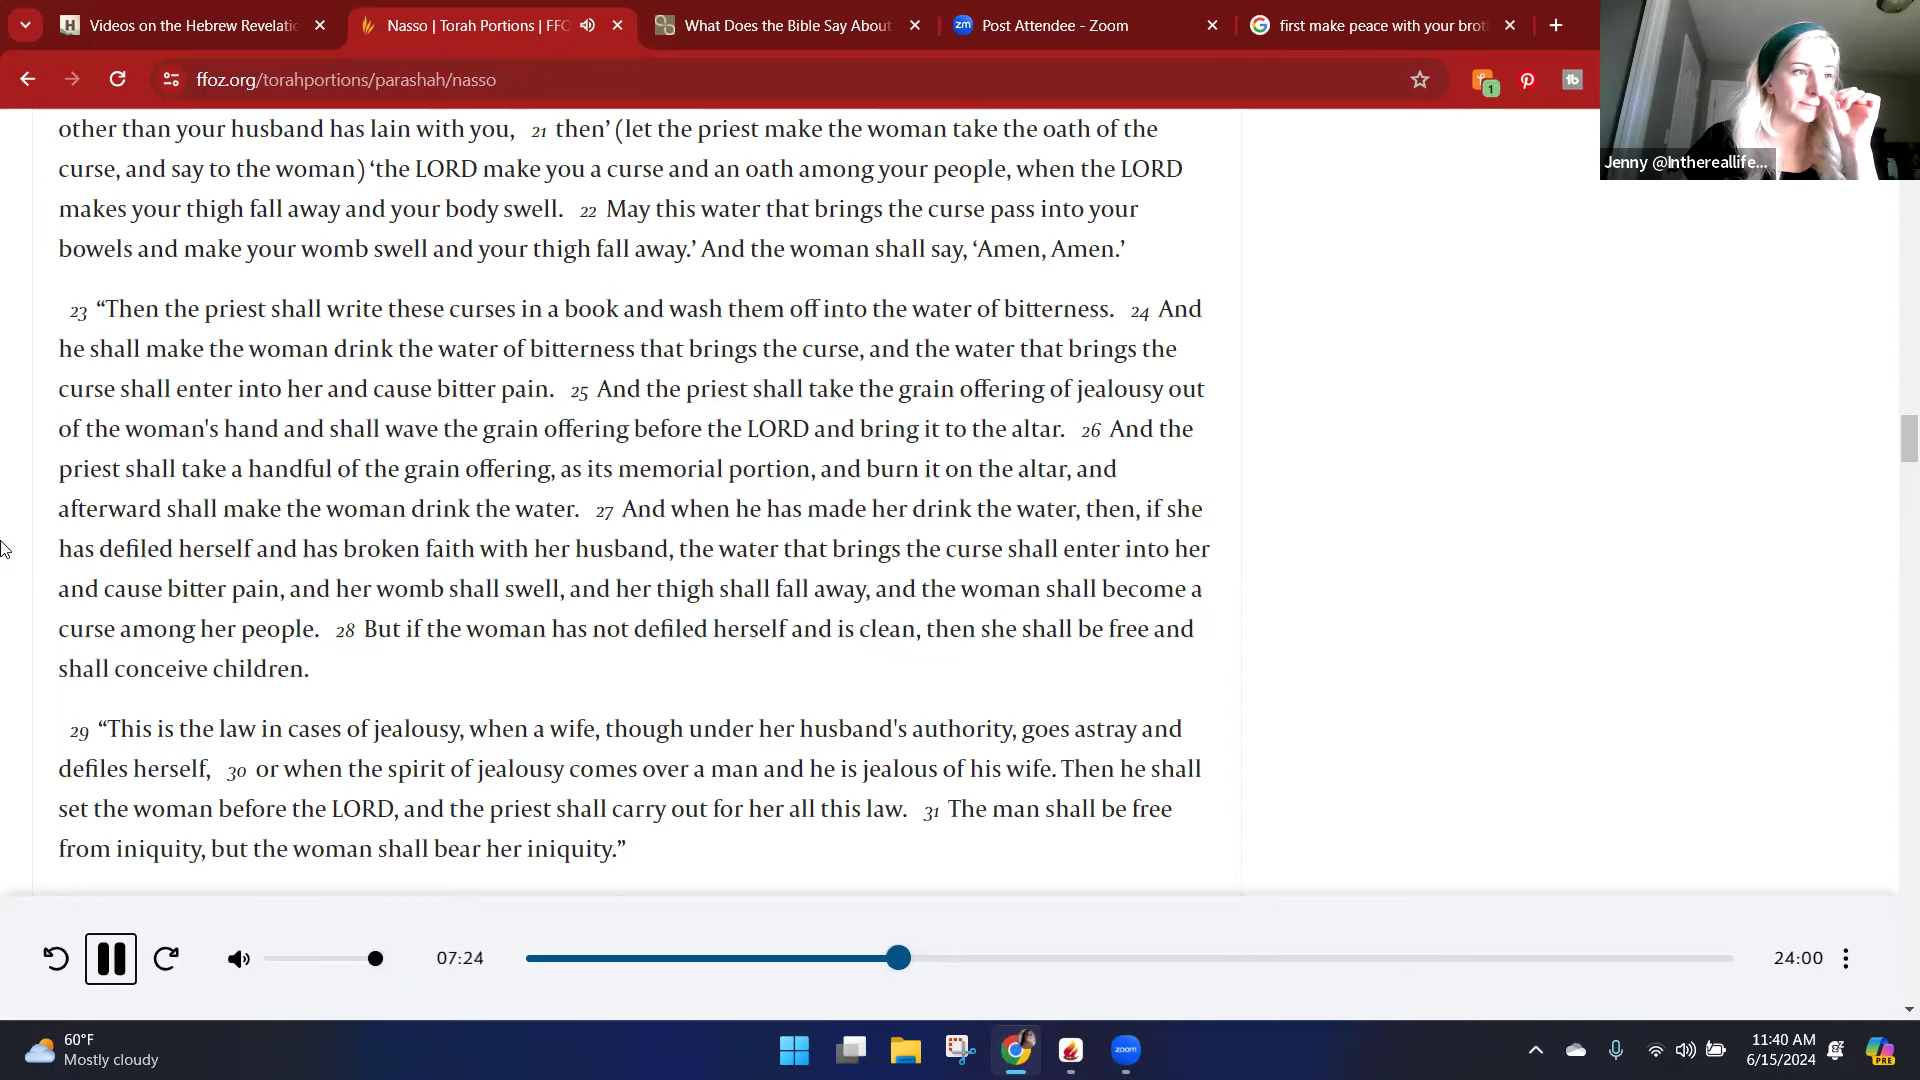 Videos on the Hebrew Revelatio
Nasso | Torah Portions | FFO
What Does the Bible Say About
Post Attendee - Zoom
first make peace with your brot
ffoz.org/torahportions/parashah/nasso
1
Jenny @Inthereallife...
other than your husband has lain with you, 21 then’ (let the priest make the woman take the oath of the
curse, and say to the woman) ‘the LORD make you a curse and an oath among your people, when the LORD
makes your thigh fall away and your body swell. 22 May this water that brings the curse pass into your
bowels and make your womb swell and your thigh fall away.’ And the woman shall say, ‘Amen, Amen.’
23 “Then the priest shall write these curses in a book and wash them off into the water of bitterness. 24 And
he shall make the woman drink the water of bitterness that brings the curse, and the water that brings the
curse shall enter into her and cause bitter pain. 25 And the priest shall take the grain offering of jealousy out
of the woman's hand and shall wave the grain offering before the LORD and bring it to the altar. 26 And the
priest shall take a handful of the grain offering, as its memorial portion, and burn it on the altar, and
afterward shall make the woman drink the water. 27 And when he has made her drink the water, then, if she
has defiled herself and has broken faith with her husband, the water that brings the curse shall enter into her
and cause bitter pain, and her womb shall swell, and her thigh shall fall away, and the woman shall become a
curse among her people. 28 But if the woman has not defiled herself and is clean, then she shall be free and
shall conceive children.
29 “This is the law in cases of jealousy, when a wife, though under her husband's authority, goes astray and
defiles herself, 30 or when the spirit of jealousy comes over a man and he is jealous of his wife. Then he shall
set the woman before the LORD, and the priest shall carry out for her all this law. 31 The man shall be free
from iniquity, but the woman shall bear her iniquity.”
07:24
24:00
60°F
Mostly cloudy
zoom
11:40 AM
6/15/2024
PRE